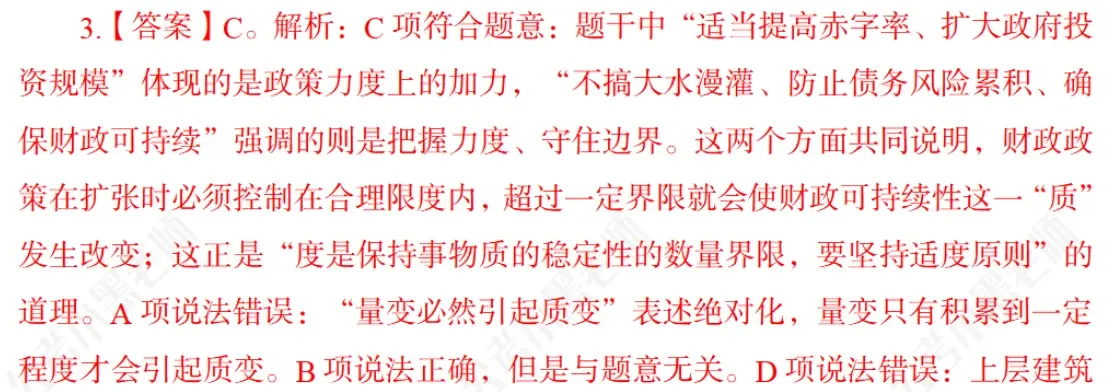 3.【答案】C。解析：C 项符合题意：题干中“适当提高赤字率、扩大政府投
资规模”体现的是政策力度上的加力，“不搞大水漫灌、防止债务风险累积、确
保财政可持续”强调的则是把握力度、守住边界。这两个方面共同说明，财政政
策在扩张时必须控制在合理限度内，超过一定界限就会使财政可持续性这一“质”
发生改变；这正是“度是保持事物质的稳定性的数量界限，要坚持适度原则”的
道理。A 项说法错误：“量变必然引起质变”表述绝对化，量变只有积累到一定
程度才会引起质变。B 项说法正确，但是与题意无关。D 项说法错误：上层建筑